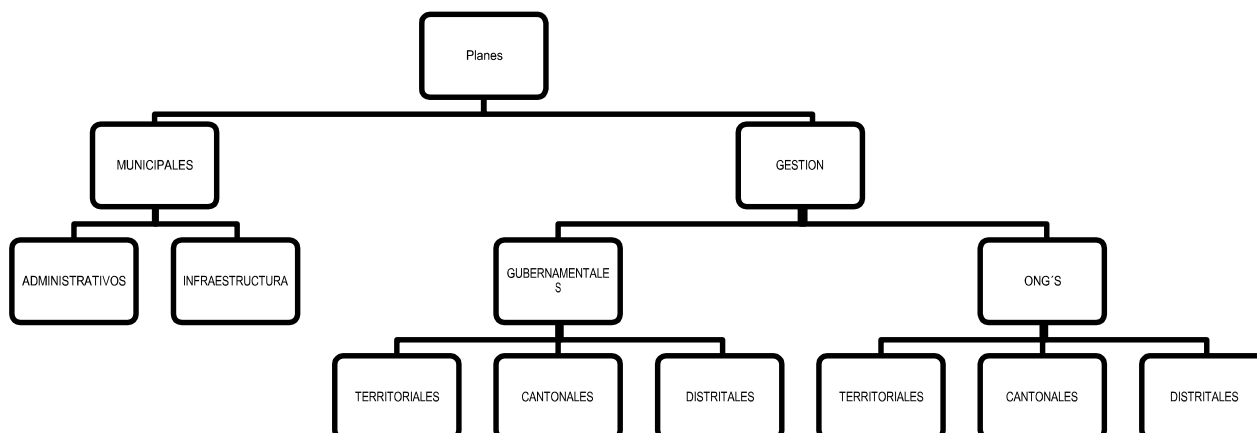 Planes
MUNICIPALES
GESTION
ADMINISTRATIVOS
INFRAESTRUCTURA
GUBERNAMENTALE
S
ONG´S
TERRITORIALES
CANTONALES
DISTRITALES
TERRITORIALES
CANTONALES
DISTRITALES